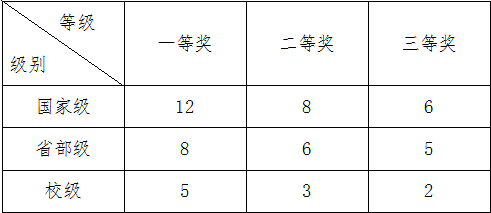 等级
级别
一等奖 二等奖 三等奖
国家级 12 8 6
省部级 8 6 5
校级 5 3 2